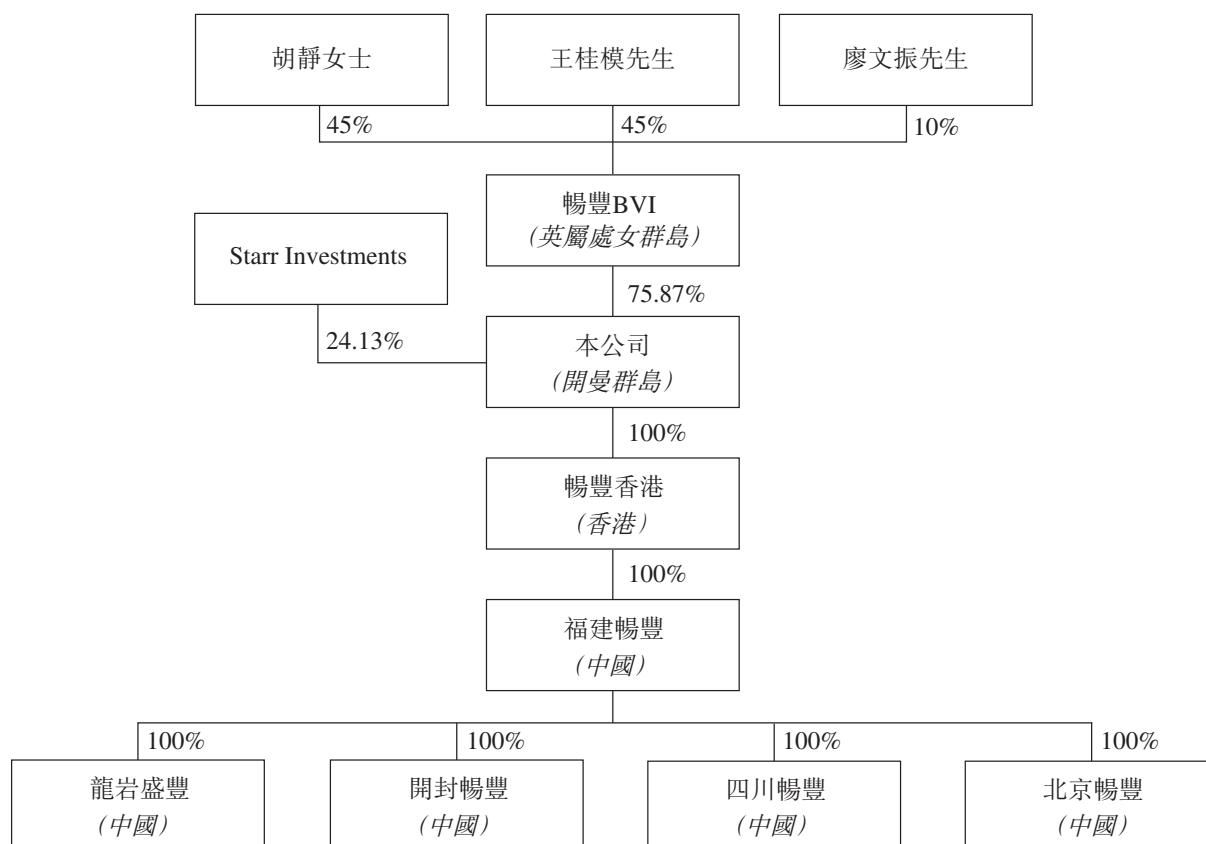 胡靜女士
王桂模先生
廖文振先生
45%
45%
10%
暢豐BVI
(英屬處女群島)
Starr Investments
75.87%
24.13%
本公司
(開曼群島)
100%
暢豐香港
(香港)
100%
福建暢豐
(中國)
100%
100%
100%
100%
龍岩盛豐
(中國)
開封暢豐
(中國)
四川暢豐
(中國)
北京暢豐
(中國)